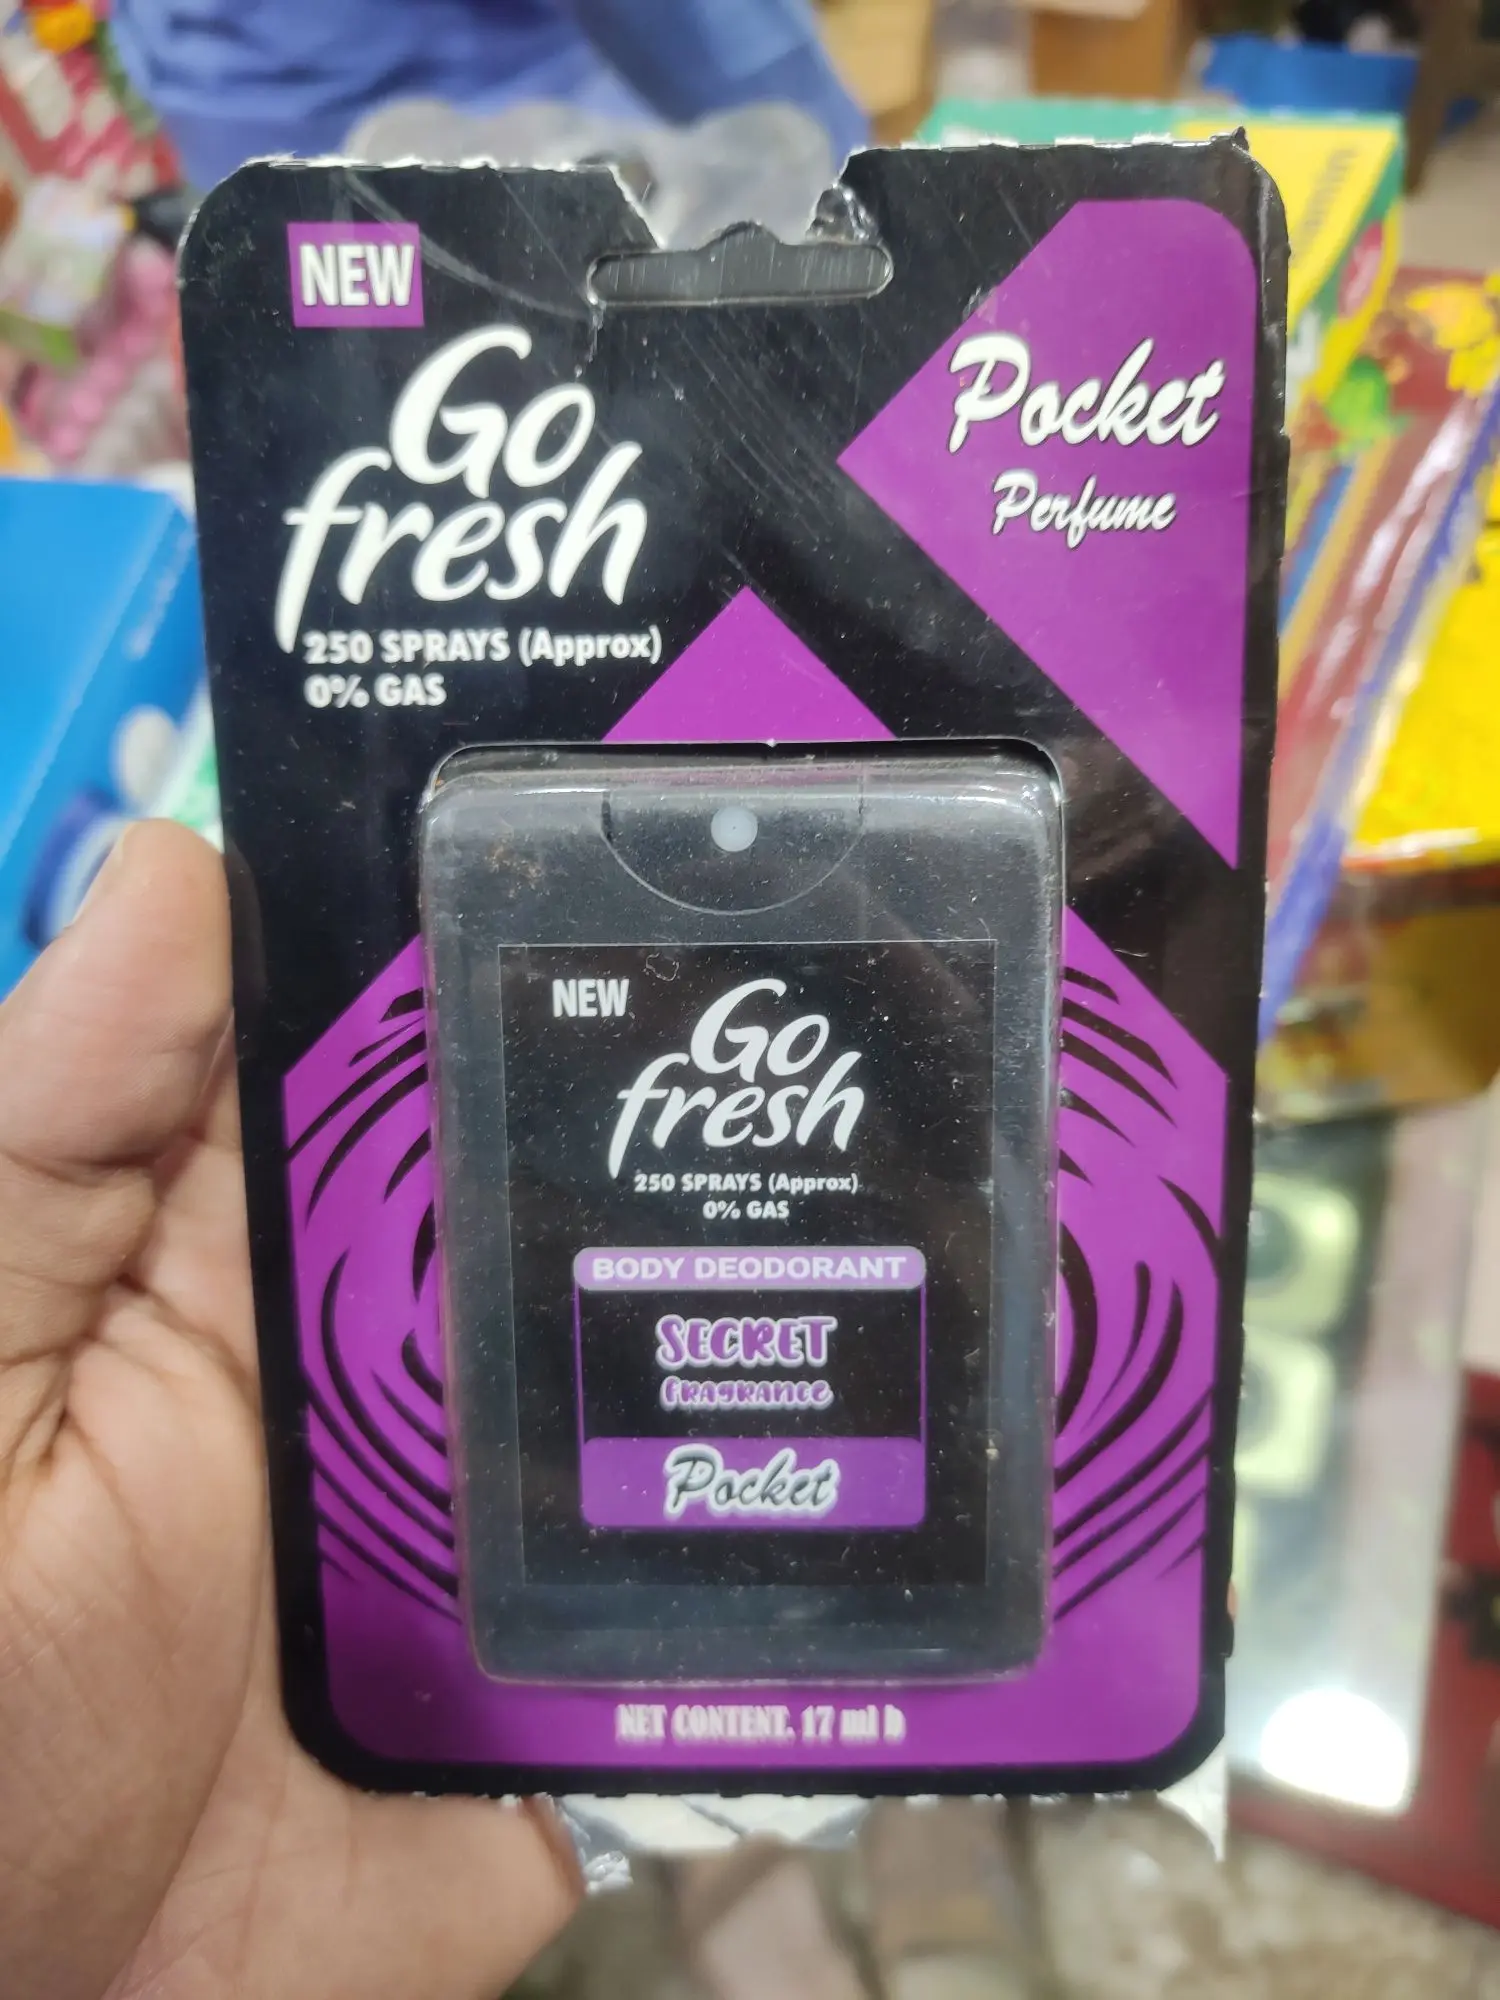 NEW
Go
fresh
250 SPRAYS (Approx)
0% GAS
Pocket
Perfume
NEW
Go
fresh
250 SPRAYS (Approx)
0% GAS
BODY DEODORANT
SECRET
fragrance
Pocket
NET CONTENT. 17 ml b